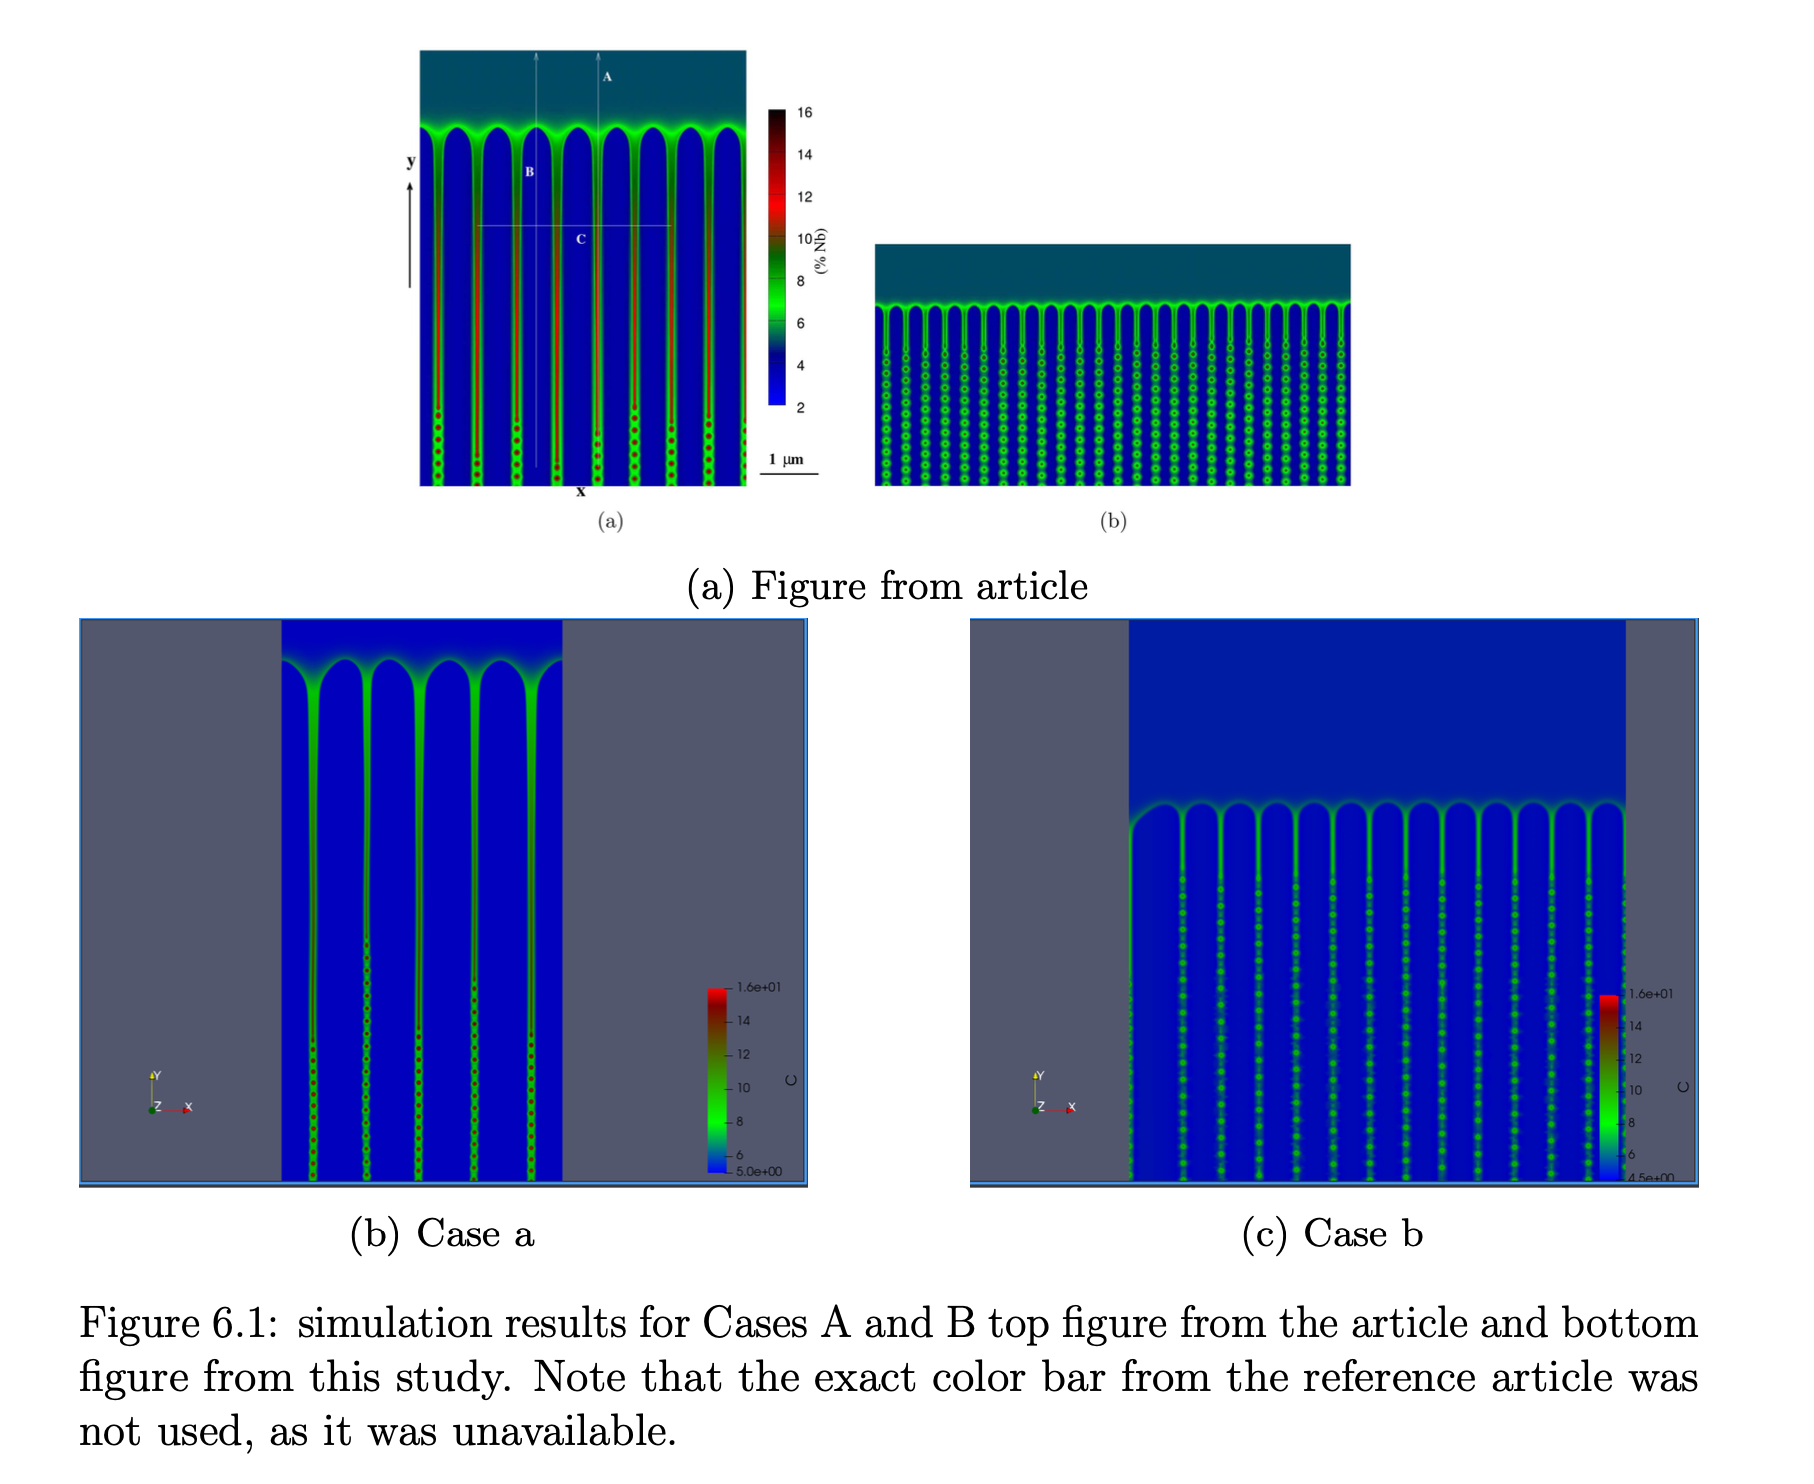 A
16
14
B
y
12
C
10
(% Nb)
8
6
4
2
1 μm
x
(a)
(b)
(a) Figure from article
1.6e+01
14
12
10
8
6
5.0e+00
C
Y
Z
X
1.6e+01
14
12
10
8
6
4.5e+00
C
Y
Z
X
(b) Case a
(c) Case b
Figure 6.1: simulation results for Cases A and B top figure from the article and bottom
figure from this study. Note that the exact color bar from the reference article was
not used, as it was unavailable.